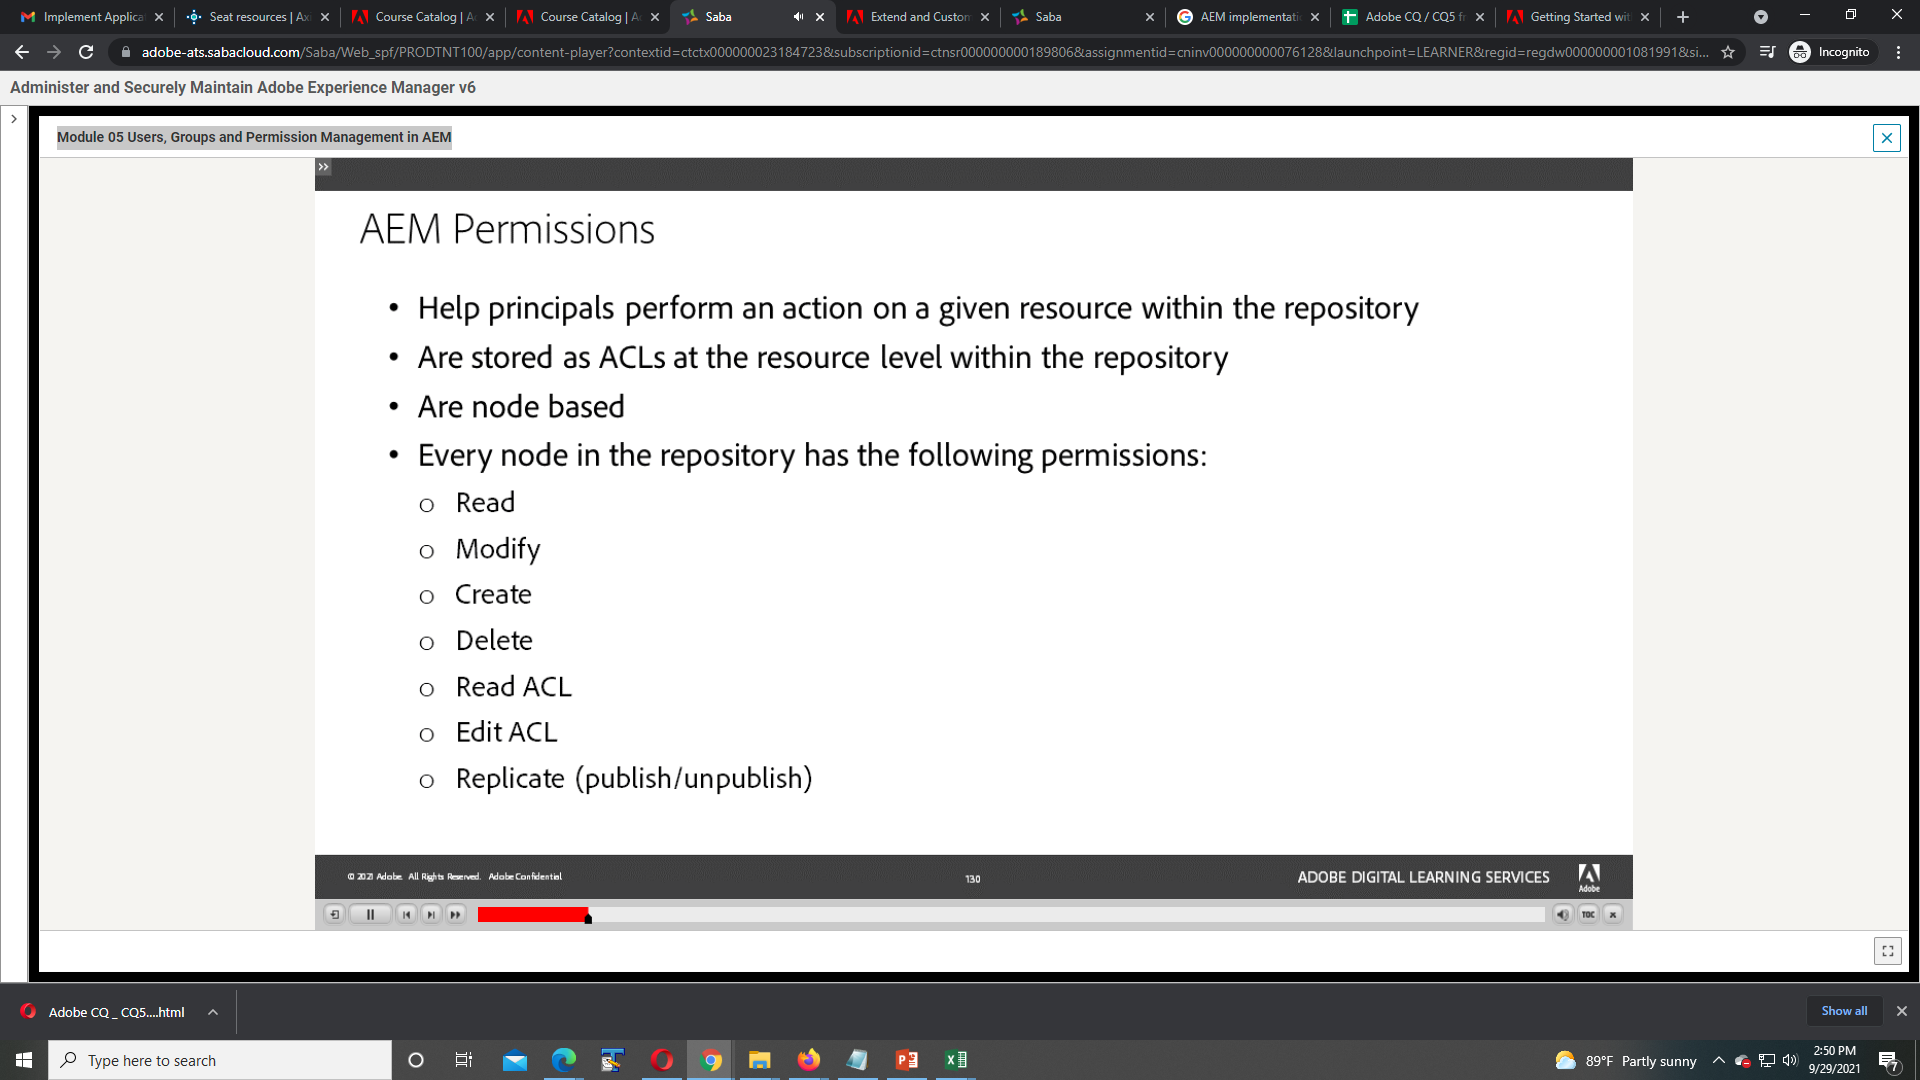 Implement Applica
Seat resources | Ax
Course Catalog | A
Course Catalog | A
Saba
Extend and Custom
Saba
AEM implementati
Adobe CQ / CQ5 fr
Getting Started wit
adobe-ats.sabacloud.com/Saba/Web_spf/PRODTNT100/app/content-player?contextid=ctctx000000023184723&subscriptionid=ctnsr000000000189806&assignmentid=cninv000000000076128&launchpoint=LEARNER&regid=regdw000000001081991&si...
Incognito
Administer and Securely Maintain Adobe Experience Manager v6
Module 05 Users, Groups and Permission Management in AEM
AEM Permissions
• Help principals perform an action on a given resource within the repository
• Are stored as ACLs at the resource level within the repository
• Are node based
• Every node in the repository has the following permissions:
o Read
o Modify
o Create
o Delete
o Read ACL
o Edit ACL
o Replicate (publish/unpublish)
© 2021 Adobe. All Rights Reserved. Adobe Confidential
130
ADOBE DIGITAL LEARNING SERVICES
Adobe
TOC
Adobe CQ _ CQ5....html
Show all
Type here to search
89°F Partly sunny
2:50 PM
9/29/2021
7